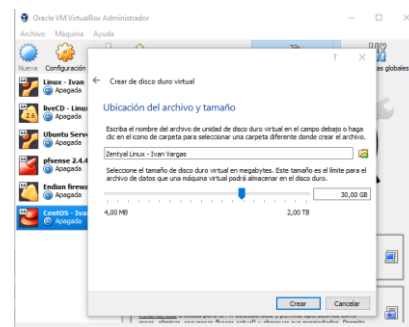 Oracle VM VirtualBox Administrador
Archivo Máquina Ayuda
Nueva Configuración
as globales
Linux - Ivan
Apagada
liveCD - Linux
Apagada
Ubuntu Serve
Apagada
pfsense 2.4.4
Apagada
Endian firew
Apagada
CentOS - Iva
Apagada
? ×
← Crear de disco duro virtual
Ubicación del archivo y tamaño
Escriba el nombre del archivo de unidad de disco duro virtual en el campo debajo o haga
clic en el icono de carpeta para seleccionar una carpeta diferente donde crear el archivo.
Zentyal Linux - Ivan Vargas
Seleccione el tamaño de disco duro virtual en megabytes. Este tamaño es el límite para el
archivo de datos que una máquina virtual podrá almacenar en el disco duro.
30,00 GB
4,00 MB 2,00 TB
Crear Cancelar